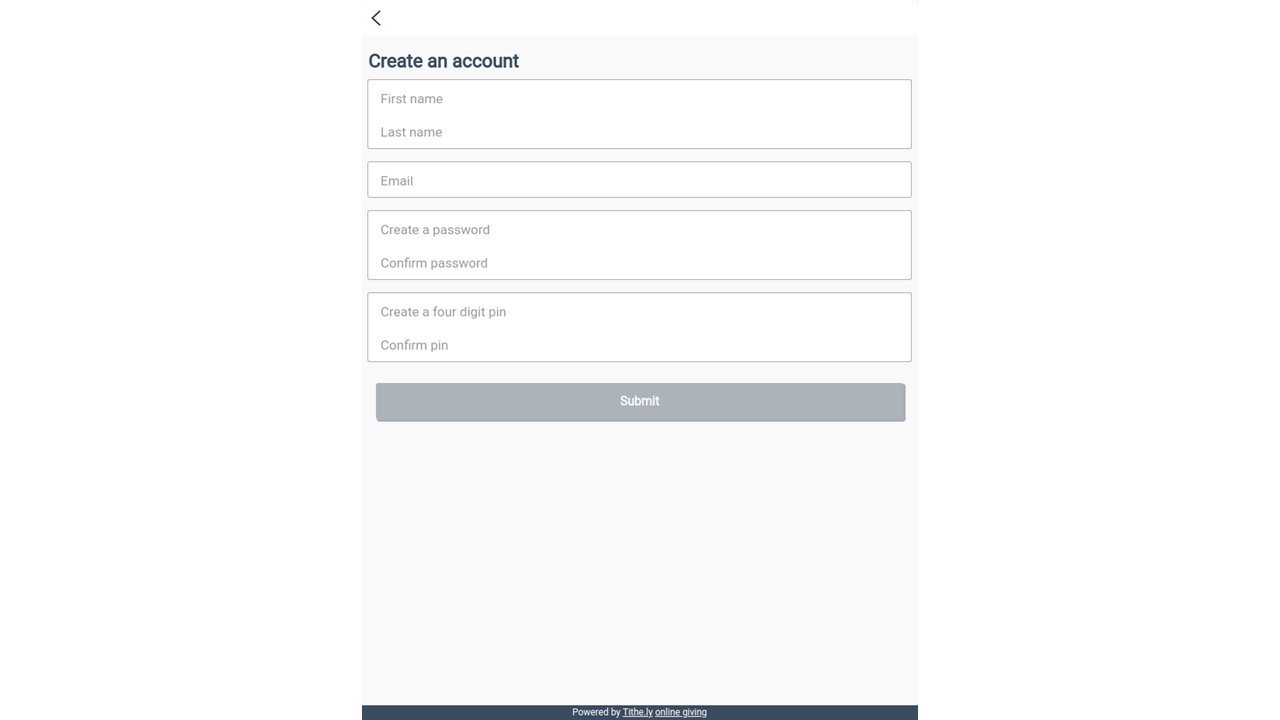 Create an account
First name
Last name
Email
Create a password
Confirm password
Create a four digit pin
Confirm pin
Submit
Powered by Tithe.ly online giving